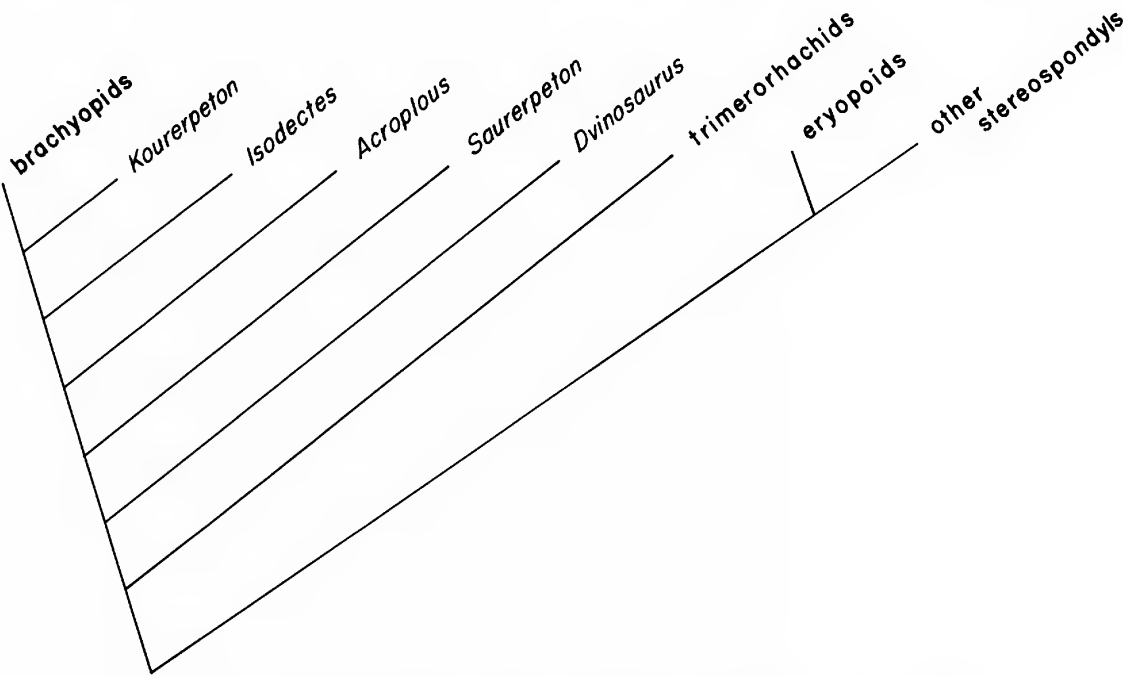 brachyopids
Kourerpeton
Isodectes
Acroplous
Saurerpeton
Dvinosaurus
trimerorhachids
eryopoids
other
stereospondyls